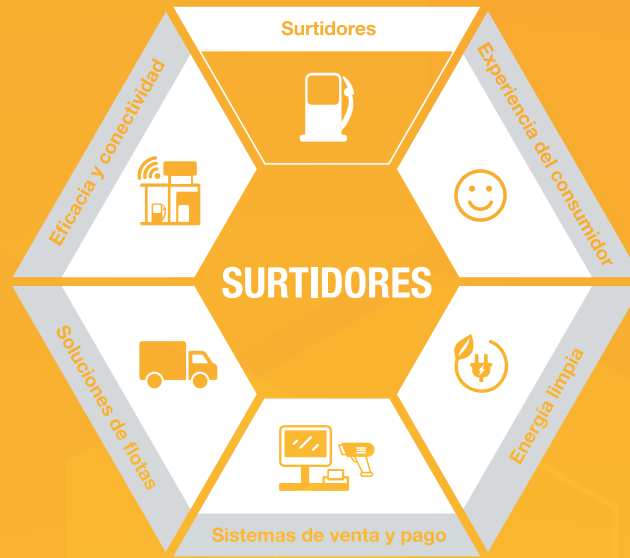 Surtidores
Eficacia y conectividad
Experiencia del consumidor
SURTIDORES
Soluciones de flotas
Energía limpia
Sistemas de venta y pago